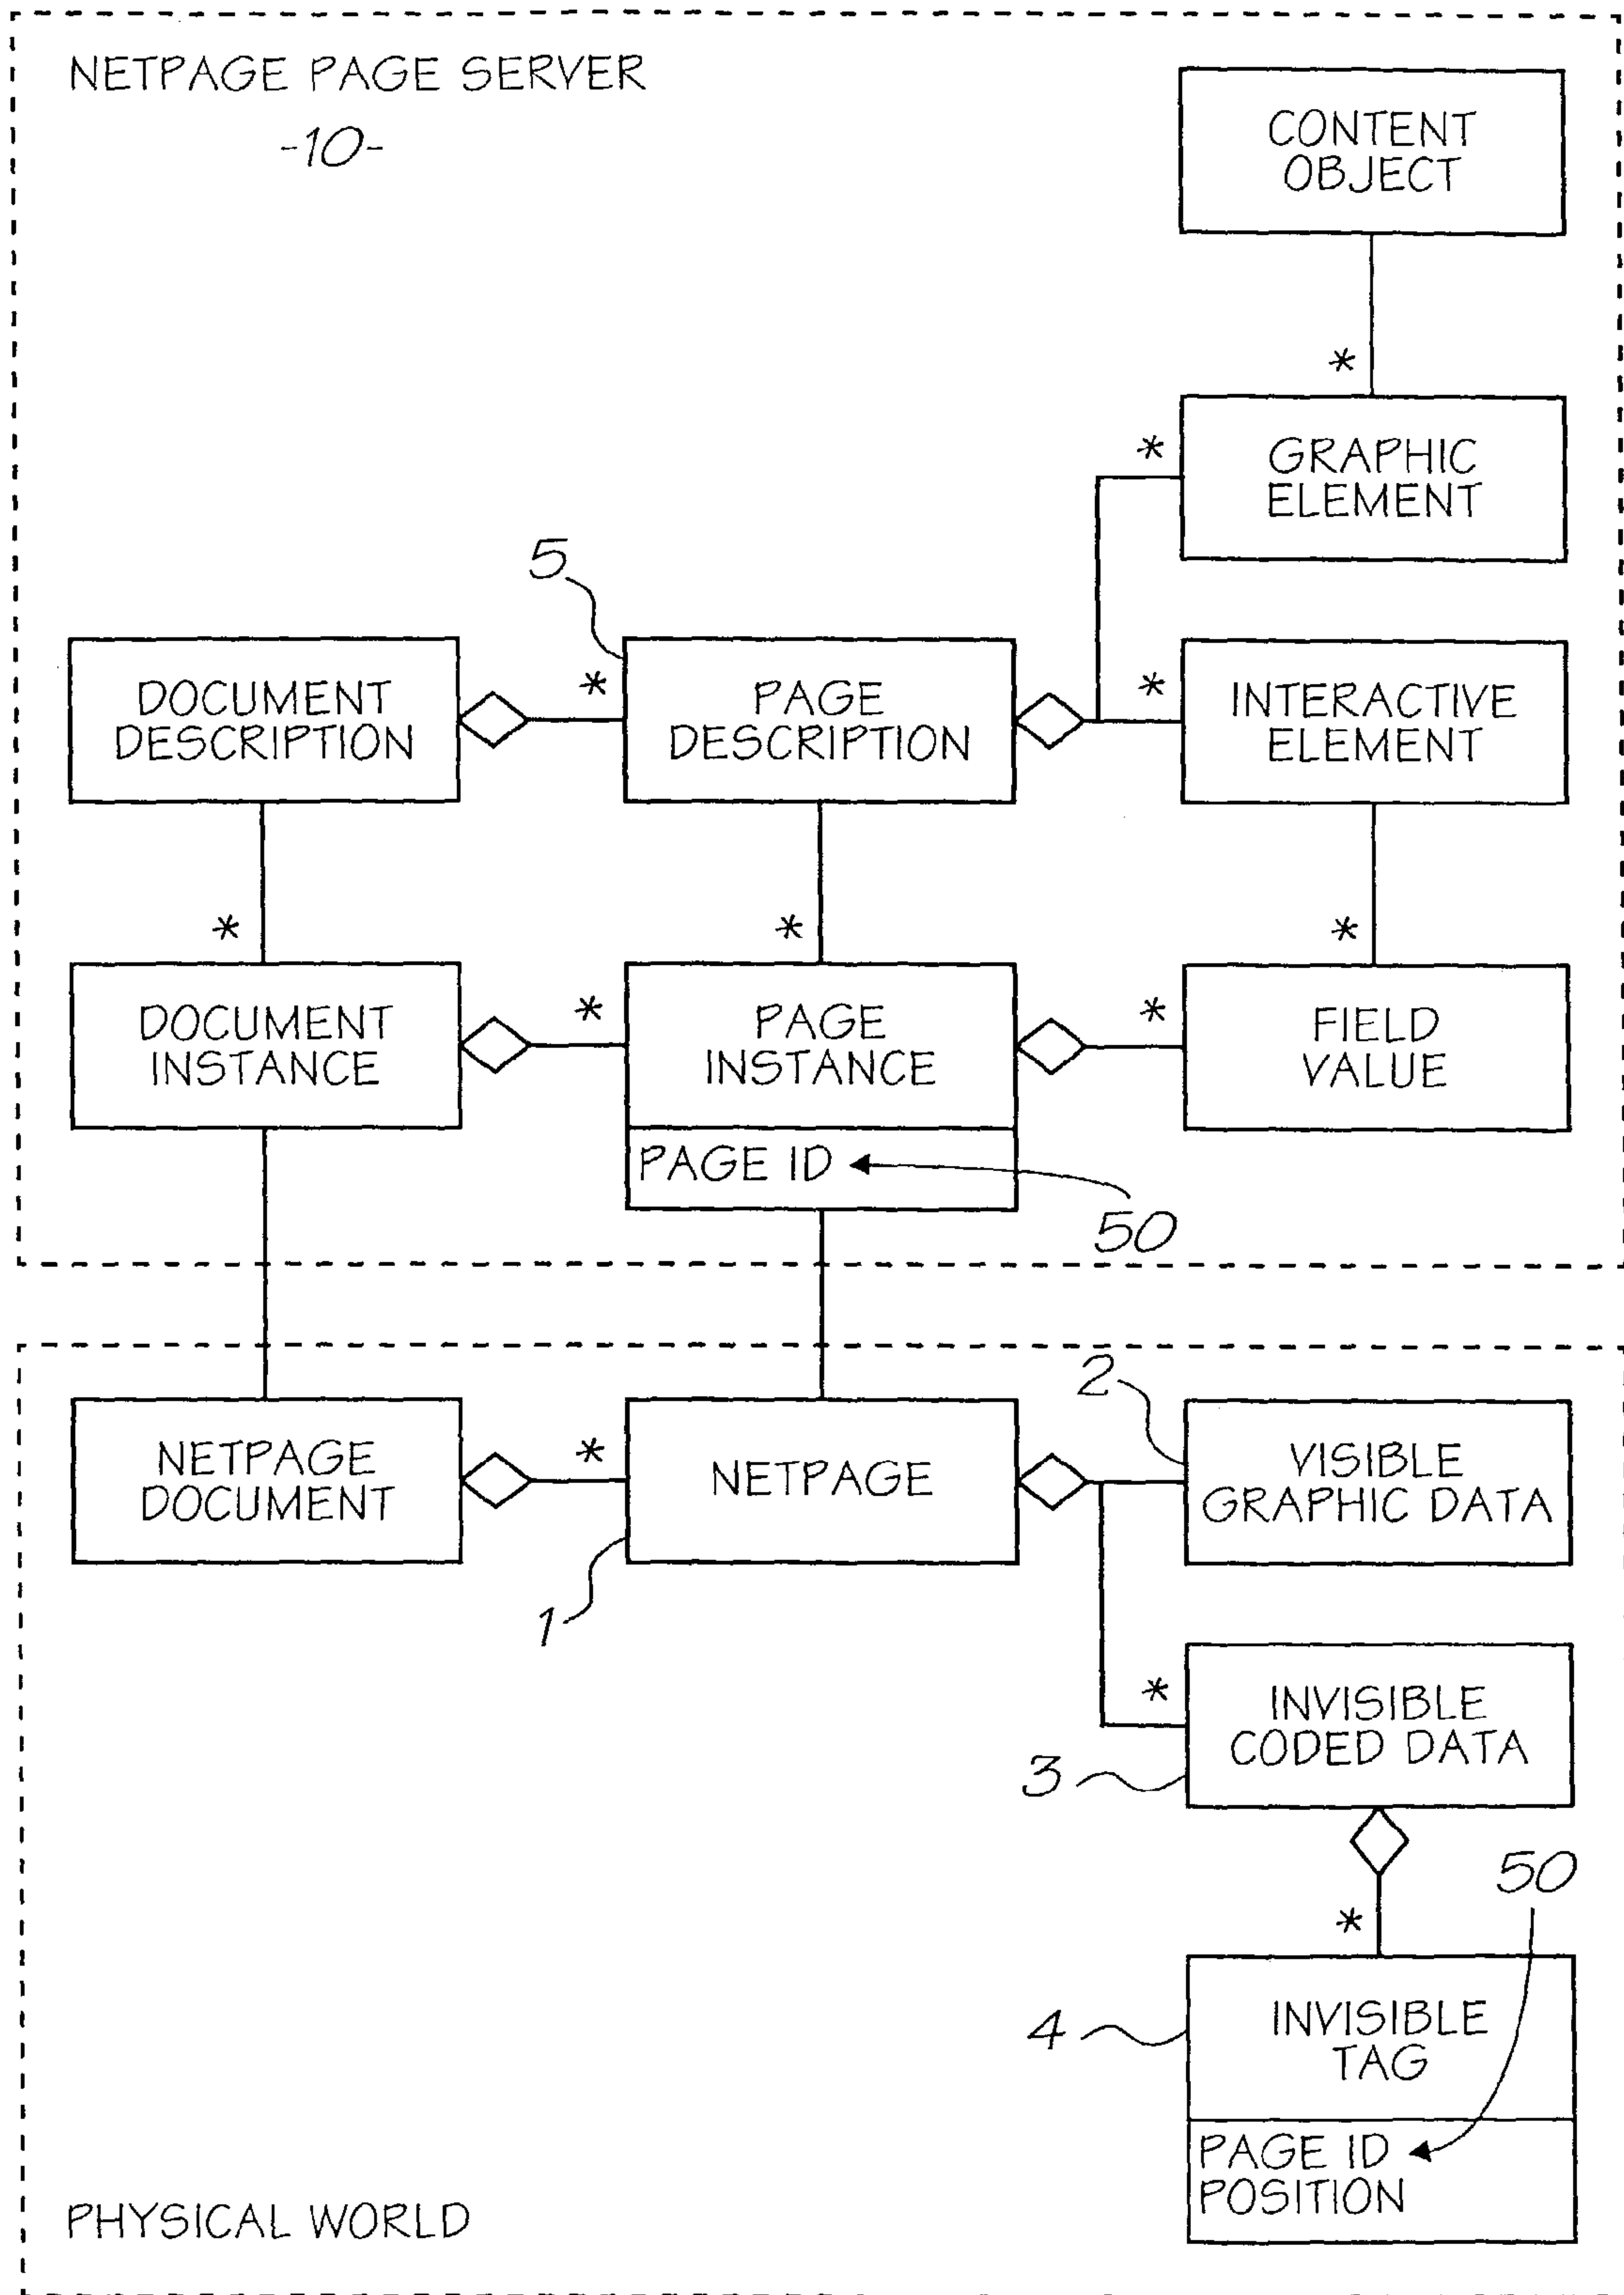 NETPAGE PAGE SERVER
-10-
CONTENT
OBJECT
*
*
GRAPHIC
ELEMENT
5
DOCUMENT
DESCRIPTION
*
PAGE
DESCRIPTION
*
INTERACTIVE
ELEMENT
*
*
*
DOCUMENT
INSTANCE
*
PAGE
INSTANCE
*
FIELD
VALUE
PAGE ID
50
NETPAGE
DOCUMENT
*
NETPAGE
1
2
VISIBLE
GRAPHIC DATA
*
INVISIBLE
CODED DATA
3
50
*
4
INVISIBLE
TAG
PAGE ID
POSITION
PHYSICAL WORLD